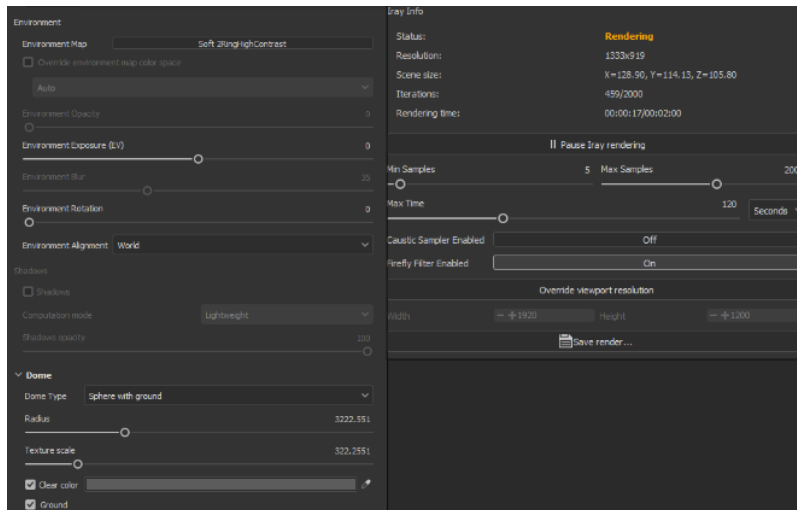 Environment
Environment Map Soft 2RingHighContrast
Override environment map color space
Auto
Environment Opacity 0
Environment Exposure (EV) 0
Environment Blur 35
Environment Rotation 0
Environment Alignment World
Shadows
Shadows
Computation mode Lightweight
Shadows opacity 100
Dome
Dome Type Sphere with ground
Radius 3222.551
Texture scale 322.2551
Clear color
Ground
Iray Info
Status: Rendering
Resolution: 1333x919
Scene size: X=128.90, Y=114.13, Z=105.80
Iterations: 459/2000
Rendering time: 00:00:17/00:02:00
Pause Iray rendering
Min Samples 5 Max Samples 200
Max Time 120 Seconds
Caustic Sampler Enabled Off
Firefly Filter Enabled On
Override viewport resolution
Width − + 1920 Height − + 1200
Save render...